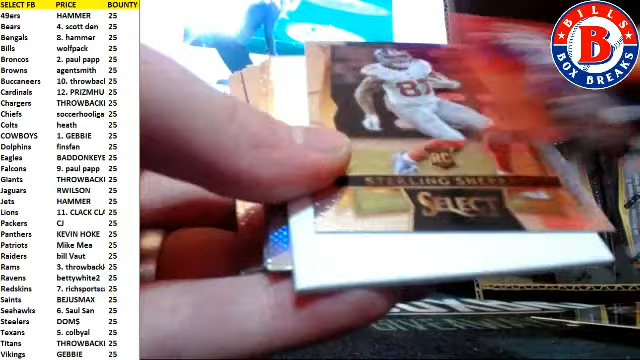 SELECT FB PRICE BOUNTY
49ers HAMMER 25
Bears 4. scott den 25
Bengals 8. hammer 25
Bills wolfpack 25
Broncos 2. paul papp 25
Browns agentsmith 25
Buccaneers 10. throwbacl 25
Cardinals 12. PRIZMHU 25
Chargers THROWBACKI 25
Chiefs soccerhooliga 25
Colts heath 25
COWBOYS 1. GEBBIE 25
Dolphins finsfan 25
Eagles BADDONKEYE 25
Falcons 9. paul papp 25
Giants THROWBACKI 25
Jaguars RWILSON 25
Jets HAMMER 25
Lions 11. CLACK CLA 25
Packers CJ 25
Panthers KEVIN HOKE 25
Patriots Mike Mea 25
Raiders bill Vaut 25
Rams 3. throwbackl 25
Ravens bettywhite2 25
Redskins 7. richsportsca 25
Saints BEJUSMAX 25
Seahawks 6. Saul San 25
Steelers DOM$ 25
Texans 5. colbyal 25
Titans THROWBACKI 25
Vikings GEBBIE 25
BILLS
B
BOX BREAKS
87
RC
STERLING SHEPP
SELECT